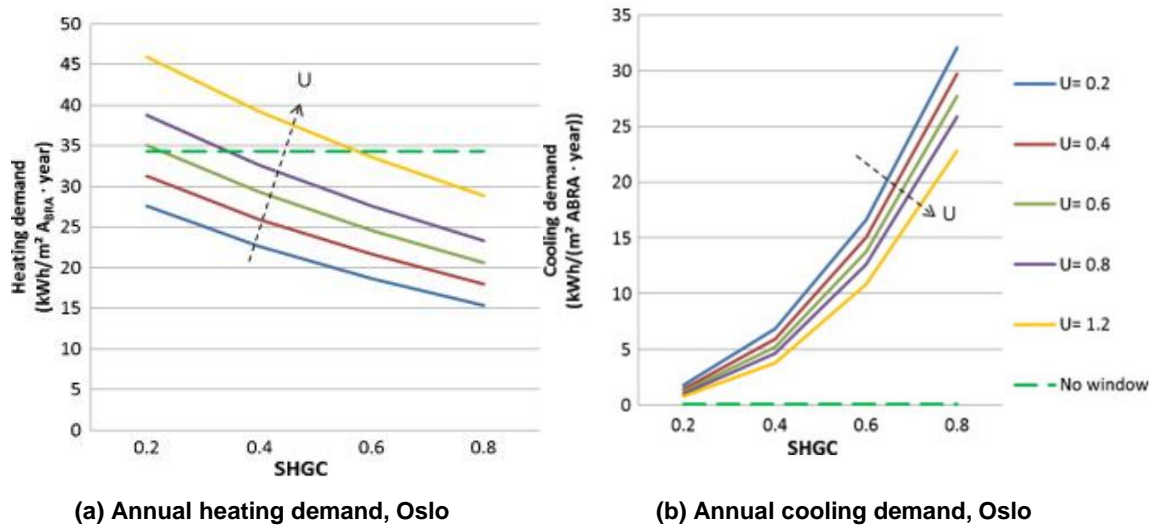 50
45
40
35
30
25
20
15
10
5
0
Heating demand
(kWh/m² A_BRA · year)
U
0.2 0.4 0.6 0.8
SHGC
(a) Annual heating demand, Oslo
35
30
25
20
15
10
5
0
Cooling demand
(kWh/(m² ABRA · year))
U
0.2 0.4 0.6 0.8
SHGC
U= 0.2
U= 0.4
U= 0.6
U= 0.8
U= 1.2
No window
(b) Annual cooling demand, Oslo